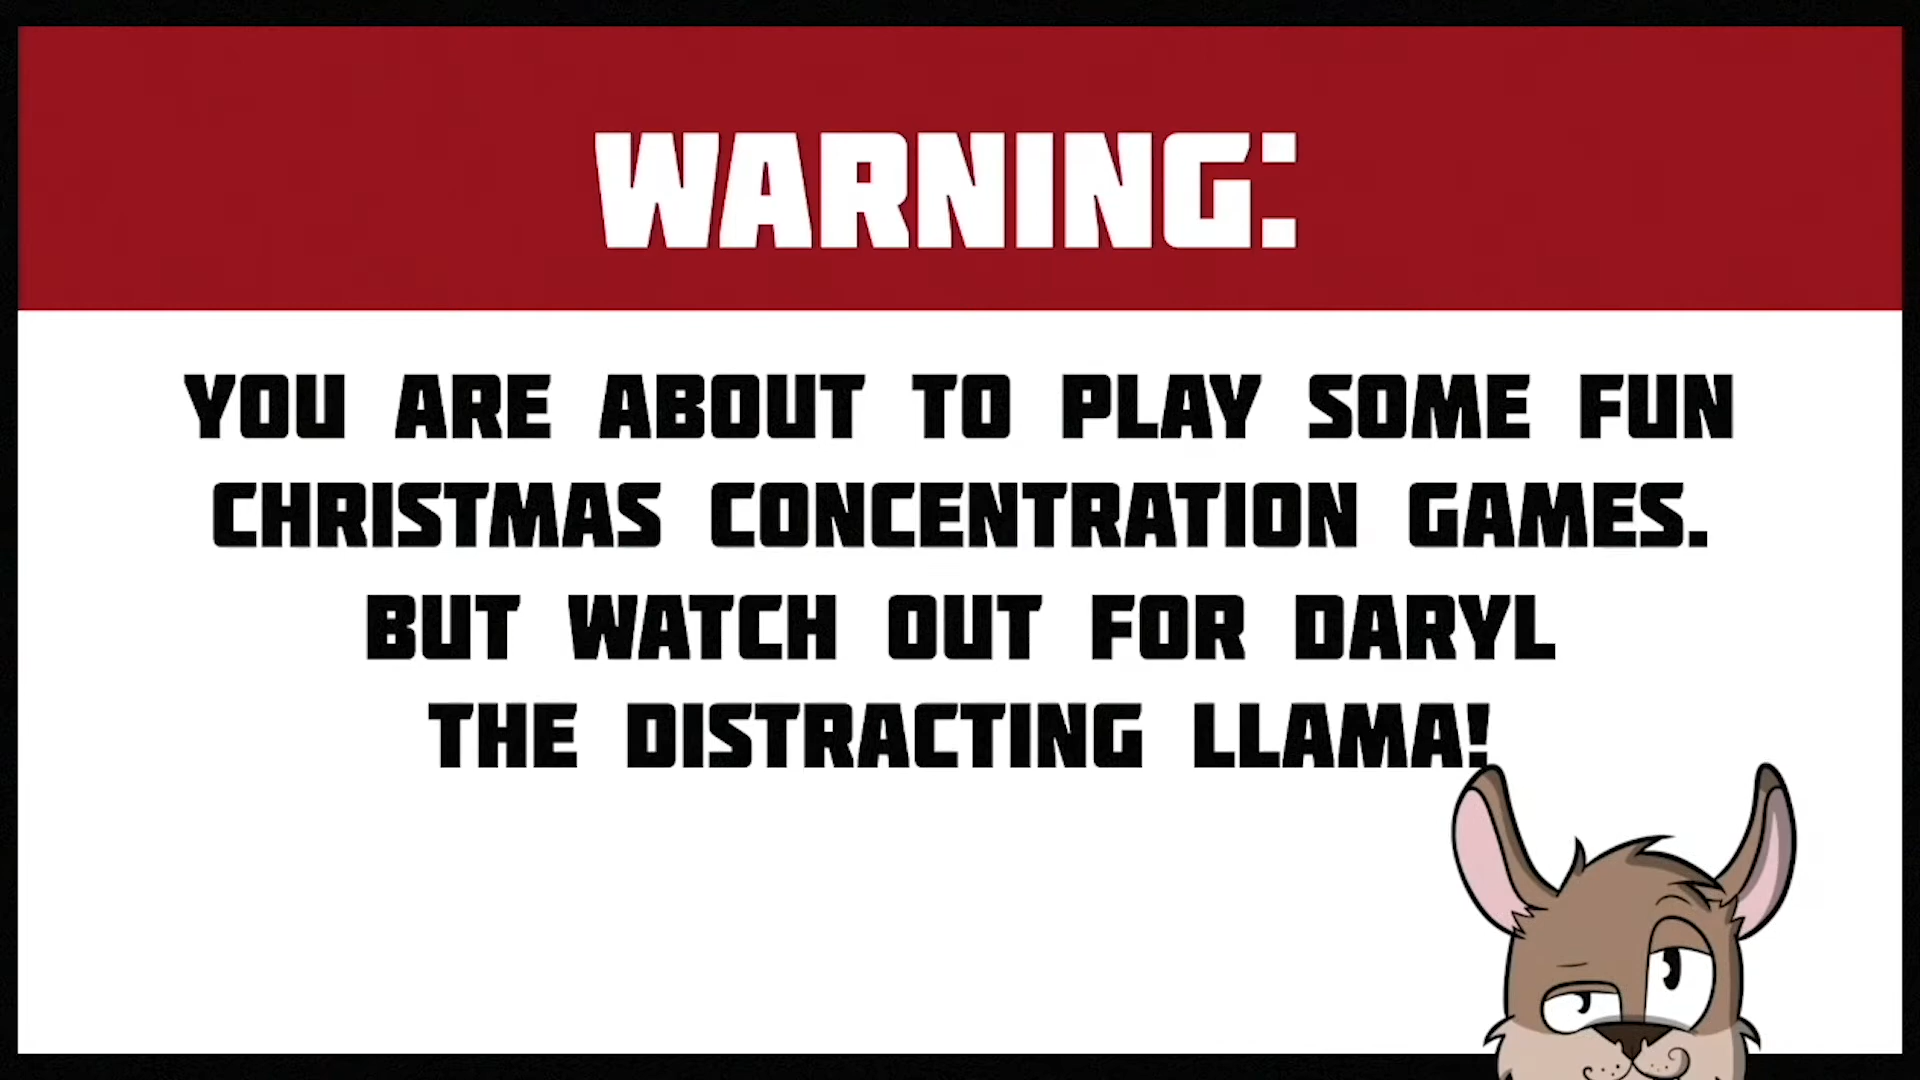 WARNING:
YOU ARE ABOUT TO PLAY SOME FUN
CHRISTMAS CONCENTRATION GAMES.
BUT WATCH OUT FOR DARYL
THE DISTRACTING LLAMA!